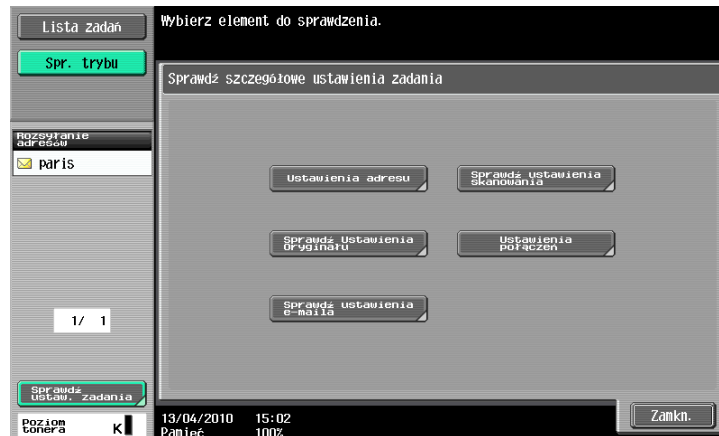 Lista zadań
Spr. trybu
Rozsyłanie
adresów
paris
1/ 1
Sprawdź
ustaw. zadania
Poziom
tonera K
Wybierz element do sprawdzenia.
Sprawdź szczegółowe ustawienia zadania
Ustawienia adresu
Sprawdź ustawienia
skanowania
Sprawdź Ustawienia
Oryginału
Ustawienia
połączeń
Sprawdź ustawienia
e-maila
Zamkn.
13/04/2010 15:02
Pamięć 100%